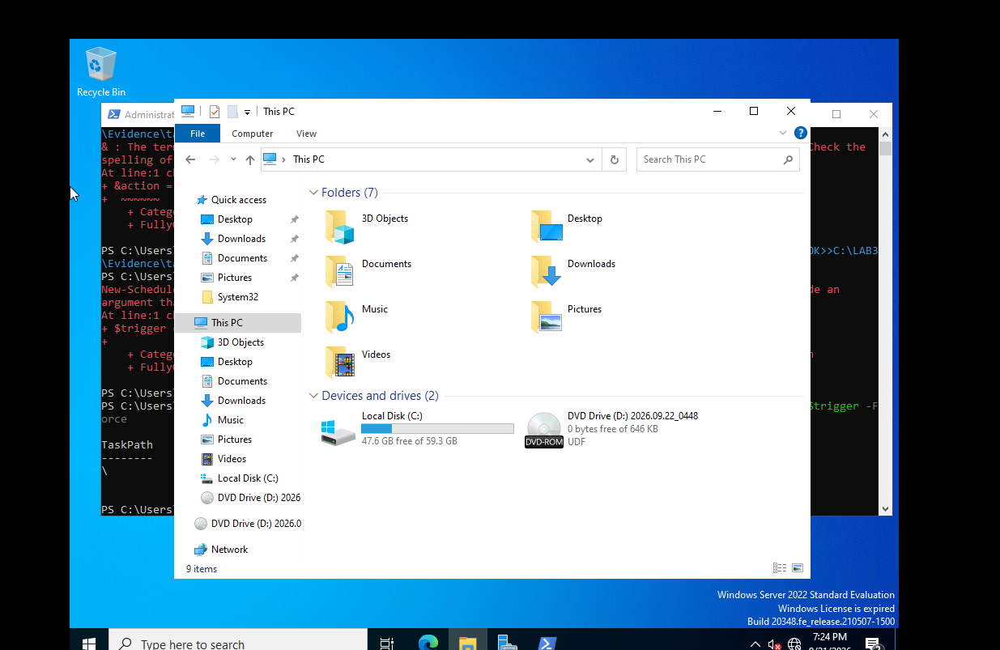 Recycle Bin
Administrat
This PC
File
Computer
View
This PC
Search This PC
Quick access
Desktop
Downloads
Documents
Pictures
System32
This PC
3D Objects
Desktop
Documents
Downloads
Music
Pictures
Videos
Local Disk (C:)
DVD Drive (D:) 2026
DVD Drive (D:) 2026.0
Network
Folders (7)
3D Objects
Desktop
Documents
Downloads
Music
Pictures
Videos
Devices and drives (2)
Local Disk (C:)
47.6 GB free of 59.3 GB
DVD-ROM
DVD Drive (D:) 2026.09.22_0448
0 bytes free of 646 KB
UDF
9 items
\Evidence\ta
& : The ter
check the
spelling of
At line:1 c
+ &action =
+ ~~~~~~
+ Categ
+ Fully
PS C:\Users\
OK>>C:\LAB3
\Evidence\ta
PS C:\Users\
New-Schedul
de an
argument tha
At line:1 c
+ $trigger
+
+ Categ
+ Fully
PS C:\Users\
PS C:\Users\
$trigger -F
orce
TaskPath
--------
\
PS C:\Users\
Windows Server 2022 Standard Evaluation
Windows License is expired
Build 20348.fe_release.210507-1500
Type here to search
7:24 PM
2